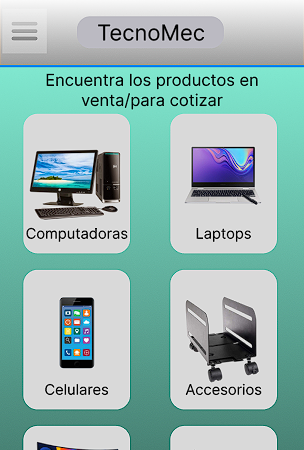 TecnoMec
Encuentra los productos en
venta/para cotizar
Computadoras
Laptops
Celulares
Accesorios